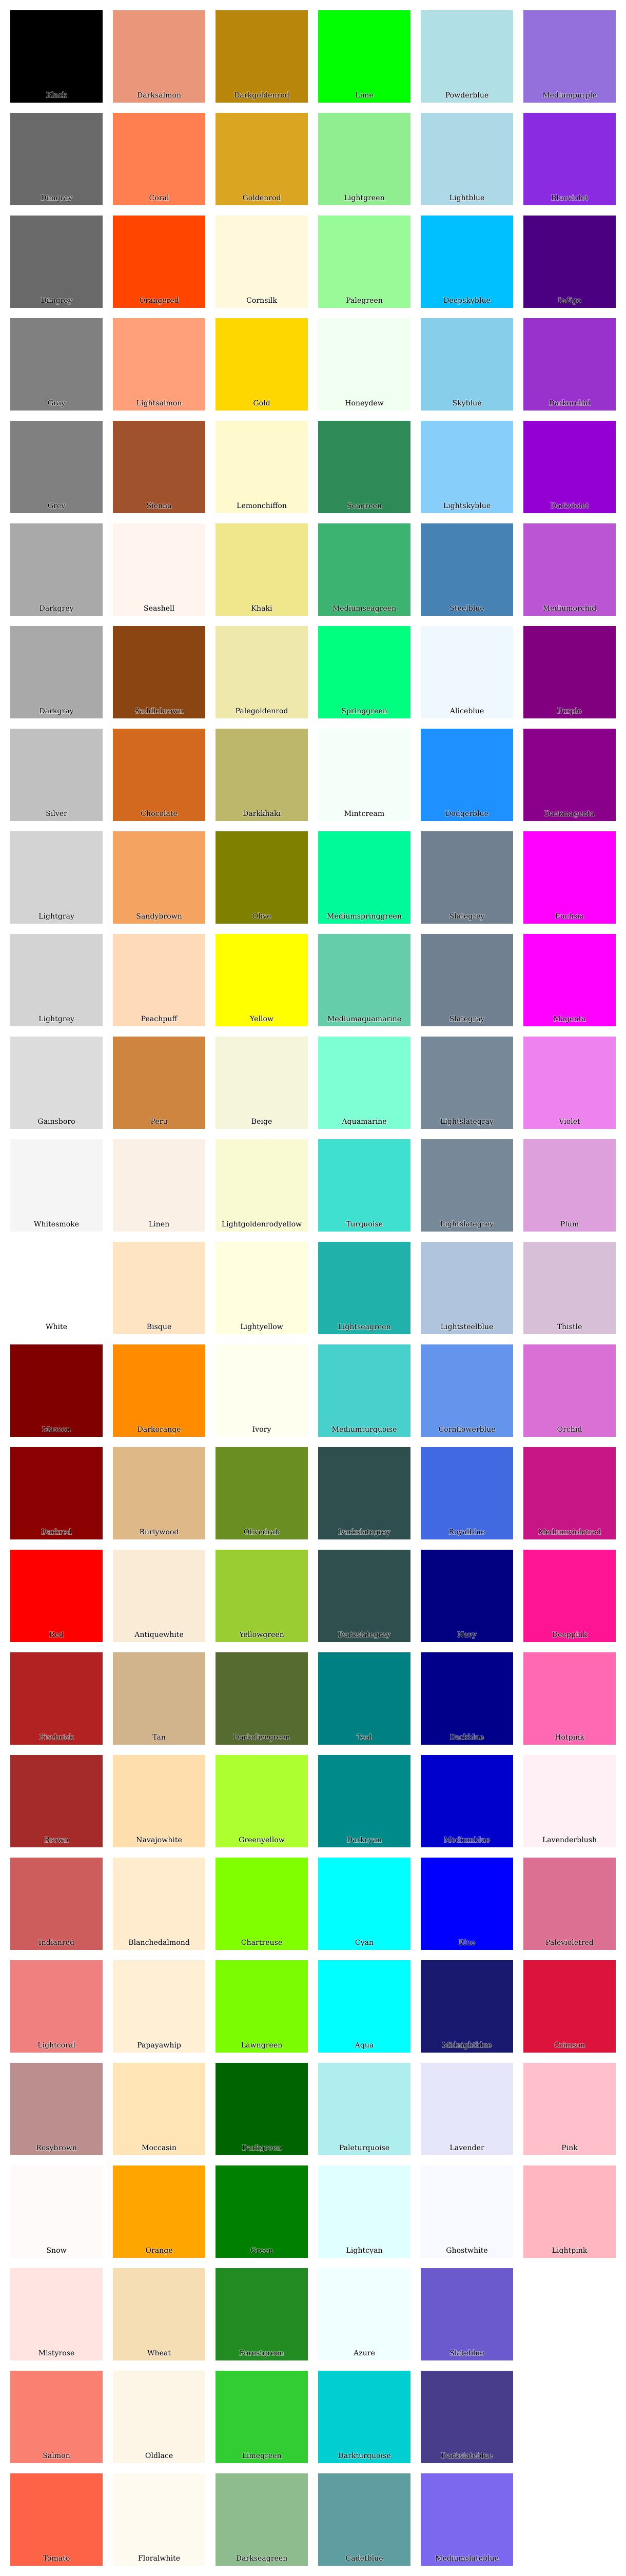 Black Darksalmon Darkgoldenrod Lime Powderblue Mediumpurple
Dimgray Coral Goldenrod Lightgreen Lightblue Blueviolet
Dimgrey Orangered Cornsilk Palegreen Deepskyblue Indigo
Gray Lightsalmon Gold Honeydew Skyblue Darkorchid
Grey Sienna Lemonchiffon Seagreen Lightskyblue Darkviolet
Darkgrey Seashell Khaki Mediumseagreen Steelblue Mediumorchid
Darkgray Saddlebrown Palegoldenrod Springgreen Aliceblue Purple
Silver Chocolate Darkkhaki Mintcream Dodgerblue Darkmagenta
Lightgray Sandybrown Olive Mediumspringgreen Slategrey Fuchsia
Lightgrey Peachpuff Yellow Mediumaquamarine Slategray Magenta
Gainsboro Peru Beige Aquamarine Lightslategray Violet
Whitesmoke Linen Lightgoldenrodyellow Turquoise Lightslategrey Plum
White Bisque Lightyellow Lightseagreen Lightsteelblue Thistle
Maroon Darkorange Ivory Mediumturquoise Cornflowerblue Orchid
Darkred Burlywood Olivedrab Darkslategrey Royalblue Mediumvioletred
Red Antiquewhite Yellowgreen Darkslategray Navy Deeppink
Firebrick Tan Darkolivegreen Teal Darkblue Hotpink
Brown Navajowhite Greenyellow Darkcyan Mediumblue Lavenderblush
Indianred Blanchedalmond Chartreuse Cyan Blue Palevioletred
Lightcoral Papayawhip Lawngreen Aqua Midnightblue Crimson
Rosybrown Moccasin Darkgreen Paleturquoise Lavender Pink
Snow Orange Green Lightcyan Ghostwhite Lightpink
Mistyrose Wheat Forestgreen Azure Slateblue
Salmon Oldlace Limegreen Darkturquoise Darkslateblue
Tomato Floralwhite Darkseagreen Cadetblue Mediumslateblue